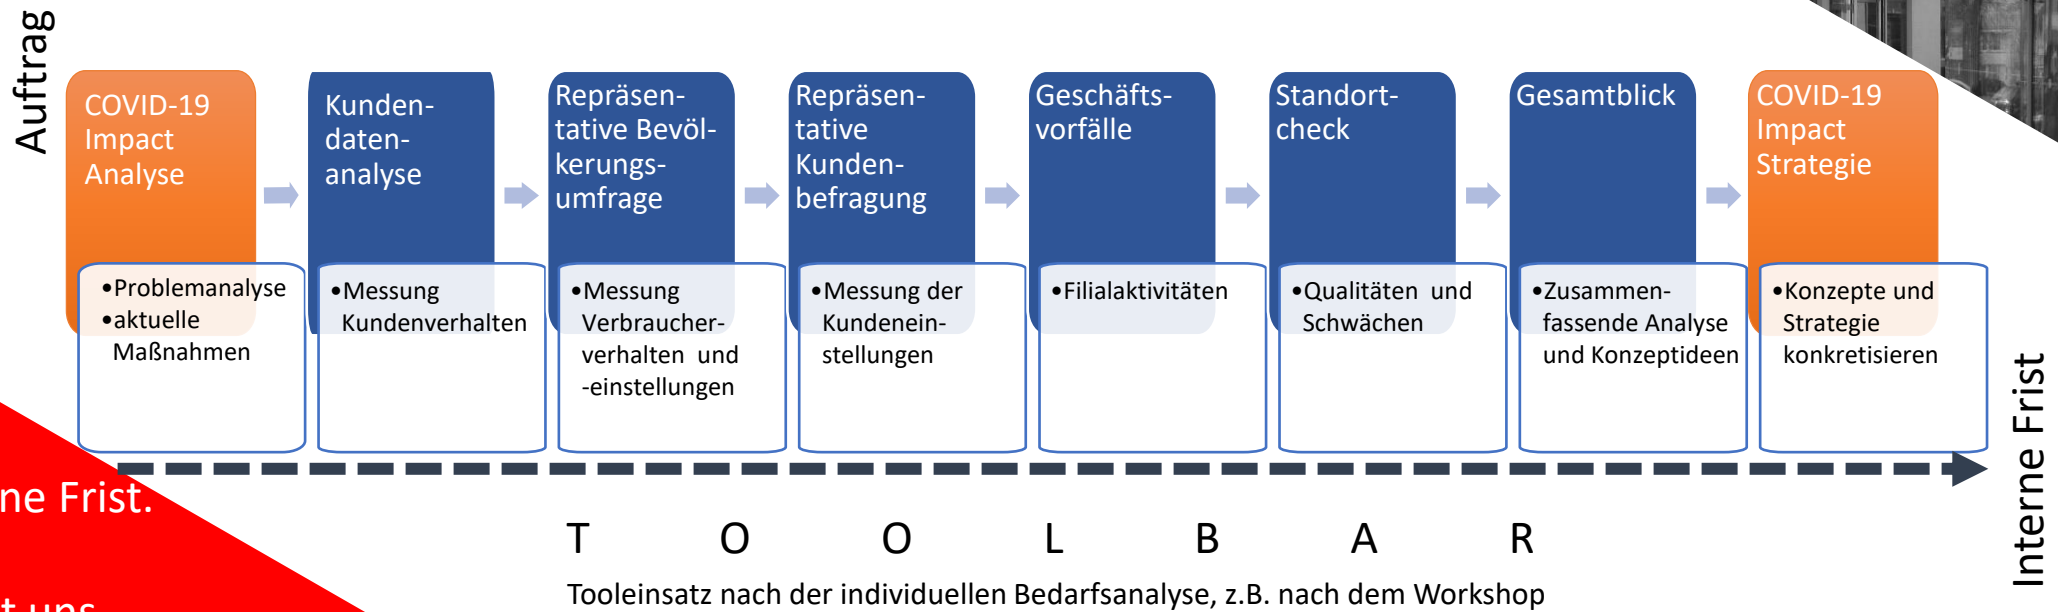 Auftrag
COVID-19
Impact
Analyse
Kunden-
daten-
analyse
Repräsen-
tative Bevöl-
kerungs-
umfrage
Repräsen-
tative
Kunden-
befragung
Geschäfts-
vorfälle
Standort-
check
Gesamtblick
COVID-19
Impact
Strategie
•Problemanalyse
•aktuelle
Maßnahmen
•Messung
Kundenverhalten
•Messung
Verbraucher-
verhalten und
-einstellungen
•Messung der
Kundenein-
stellungen
•Filialaktivitäten
•Qualitäten und
Schwächen
•Zusammen-
fassende Analyse
und Konzeptideen
•Konzepte und
Strategie
konkretisieren
Interne Frist
ne Frist.
T O O L B A R
Tooleinsatz nach der individuellen Bedarfsanalyse, z.B. nach dem Workshop
t uns